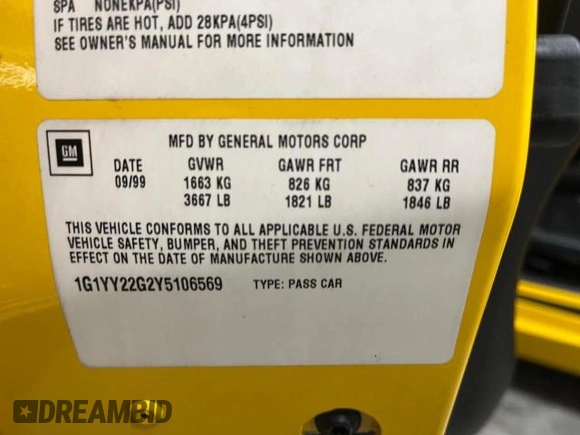 SPA NONEKPA(PSI)
IF TIRES ARE HOT, ADD 28KPA(4PSI)
SEE OWNER'S MANUAL FOR MORE INFORMATION
GM
MFD BY GENERAL MOTORS CORP
DATE GVWR GAWR FRT GAWR RR
09/99 1663 KG 826 KG 837 KG
3667 LB 1821 LB 1846 LB
THIS VEHICLE CONFORMS TO ALL APPLICABLE U.S. FEDERAL MOTOR
VEHICLE SAFETY, BUMPER, AND THEFT PREVENTION STANDARDS IN
EFFECT ON THE DATE OF MANUFACTURE SHOWN ABOVE.
1G1YY22G2Y5106569 TYPE: PASS CAR
DREAMBID